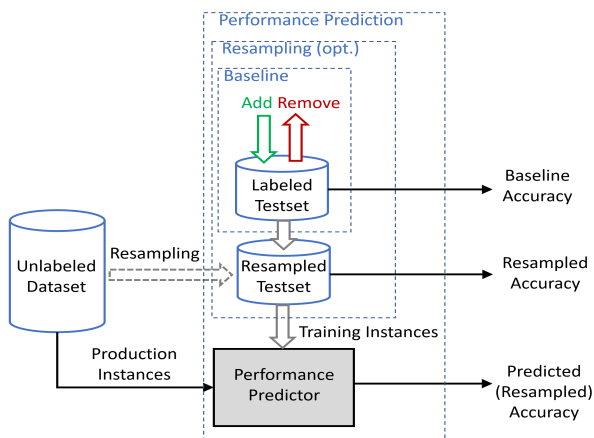 Performance Prediction
Resampling (opt.)
Baseline
Add Remove
Labeled
Testset
Baseline
Accuracy
Unlabeled
Dataset
Resampling
Resampled
Testset
Resampled
Accuracy
Training Instances
Production
Instances
Performance
Predictor
Predicted
(Resampled)
Accuracy